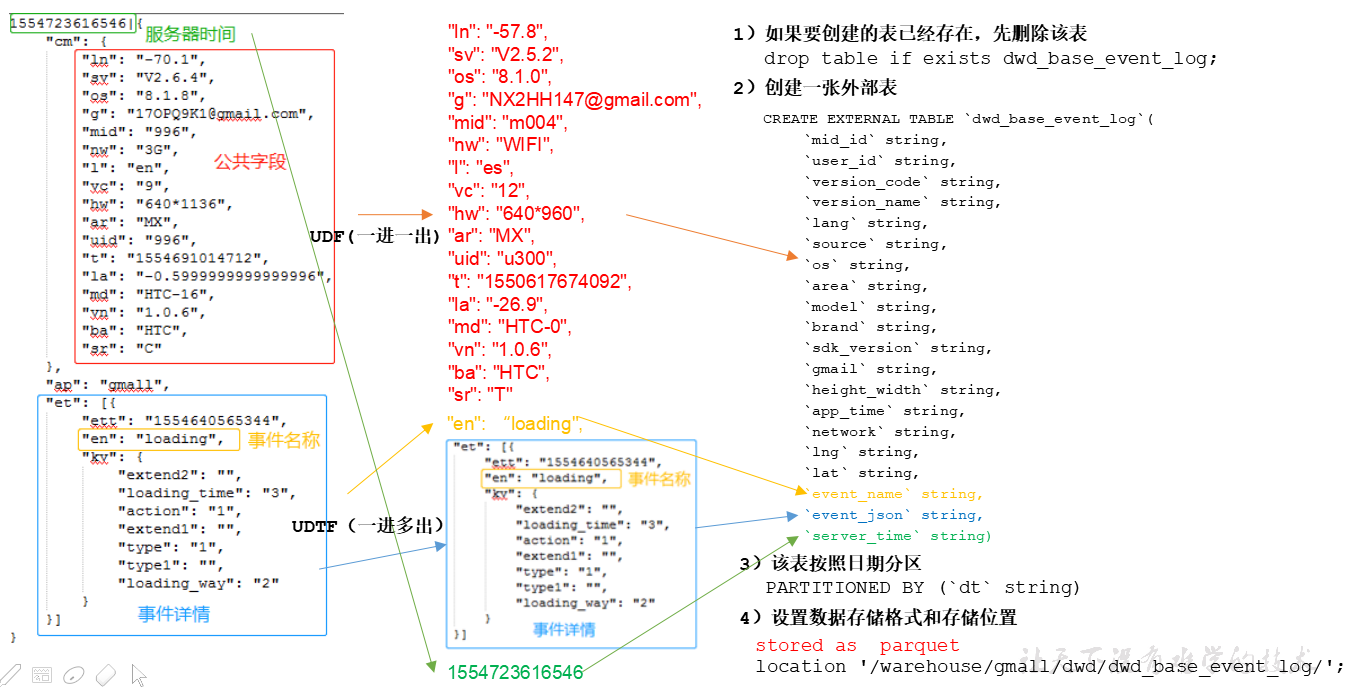 1554723616546|{
服务器时间
"cm": {
"ln": "-70.1",
"sv": "V2.6.4",
"os": "8.1.8",
"g": "17OPQ9K1@gmail.com",
"mid": "996",
"nw": "3G",
"l": "en",
"vc": "9",
"hw": "640*1136",
"ar": "MX",
"uid": "996",
"t": "1554691014712",
"la": "-0.5999999999999996",
"md": "HTC-16",
"vn": "1.0.6",
"ba": "HTC",
"sr": "C"
公共字段
},
"ap": "gmall",
"et": [{
"ett": "1554640565344",
"en": "loading",
事件名称
"kv": {
"extend2": "",
"loading_time": "3",
"action": "1",
"extend1": "",
"type": "1",
"type1": "",
"loading_way": "2"
}
}]
事件详情
}
UDF(一进一出)
UDTF（一进多出）
"ln": "-57.8",
"sv": "V2.5.2",
"os": "8.1.0",
"g": "NX2HH147@gmail.com",
"mid": "m004",
"nw": "WIFI",
"l": "es",
"vc": "12",
"hw": "640*960",
"ar": "MX",
"uid": "u300",
"t": "1550617674092",
"la": "-26.9",
"md": "HTC-0",
"vn": "1.0.6",
"ba": "HTC",
"sr": "T"
"en": “loading",
"et": [{
"ett": "1554640565344",
"en": "loading",
事件名称
"kv": {
"extend2": "",
"loading_time": "3",
"action": "1",
"extend1": "",
"type": "1",
"type1": "",
"loading_way": "2"
}
}]
事件详情
1554723616546
1）如果要创建的表已经存在，先删除该表
drop table if exists dwd_base_event_log;
2）创建一张外部表
CREATE EXTERNAL TABLE `dwd_base_event_log`(
`mid_id` string,
`user_id` string,
`version_code` string,
`version_name` string,
`lang` string,
`source` string,
`os` string,
`area` string,
`model` string,
`brand` string,
`sdk_version` string,
`gmail` string,
`height_width` string,
`app_time` string,
`network` string,
`lng` string,
`lat` string,
`event_name` string,
`event_json` string,
`server_time` string)
3）该表按照日期分区
PARTITIONED BY (`dt` string)
4）设置数据存储格式和存储位置
stored as parquet
location '/warehouse/gmall/dwd/dwd_base_event_log/';
让天下没有难学的技术